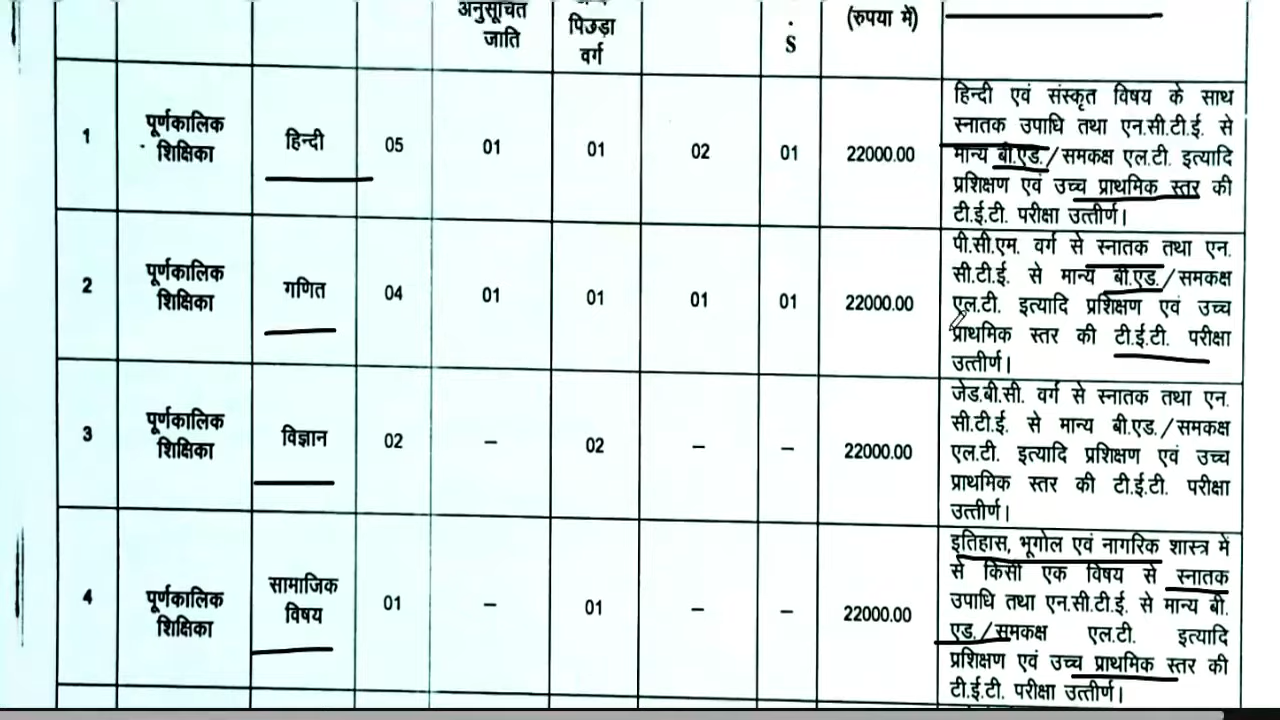 अनुसूचित
जाति
पिछड़ा
वर्ग
S
(रुपया में)
1
पूर्णकालिक
शिक्षिका
हिन्दी
05
01
01
02
01
22000.00
हिन्दी एवं संस्कृत विषय के साथ
स्नातक उपाधि तथा एन.सी.टी.ई. से
मान्य बी.एड./समकक्ष एल.टी. इत्यादि
प्रशिक्षण एवं उच्च प्राथमिक स्तर की
टी.ई.टी. परीक्षा उत्तीर्ण।
2
पूर्णकालिक
शिक्षिका
गणित
04
01
01
01
01
22000.00
पी.सी.एम. वर्ग से स्नातक तथा एन.
सी.टी.ई. से मान्य बी.एड./समकक्ष
एल.टी. इत्यादि प्रशिक्षण एवं उच्च
प्राथमिक स्तर की टी.ई.टी. परीक्षा
उत्तीर्ण।
3
पूर्णकालिक
शिक्षिका
विज्ञान
02
–
02
–
–
22000.00
जेड.बी.सी. वर्ग से स्नातक तथा एन.
सी.टी.ई. से मान्य बी.एड./समकक्ष
एल.टी. इत्यादि प्रशिक्षण एवं उच्च
प्राथमिक स्तर की टी.ई.टी. परीक्षा
उत्तीर्ण।
4
पूर्णकालिक
शिक्षिका
सामाजिक
विषय
01
–
01
–
–
22000.00
इतिहास, भूगोल एवं नागरिक शास्त्र में
से किसी एक विषय से स्नातक
उपाधि तथा एन.सी.टी.ई. से मान्य बी.
एड./समकक्ष एल.टी. इत्यादि
प्रशिक्षण एवं उच्च प्राथमिक स्तर की
टी.ई.टी. परीक्षा उत्तीर्ण।